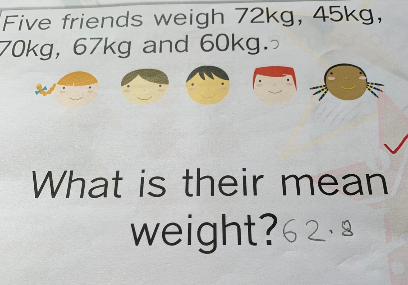 Five friends weigh 72kg, 45kg,
70kg, 67kg and 60kg.
What is their mean
weight? 62.8